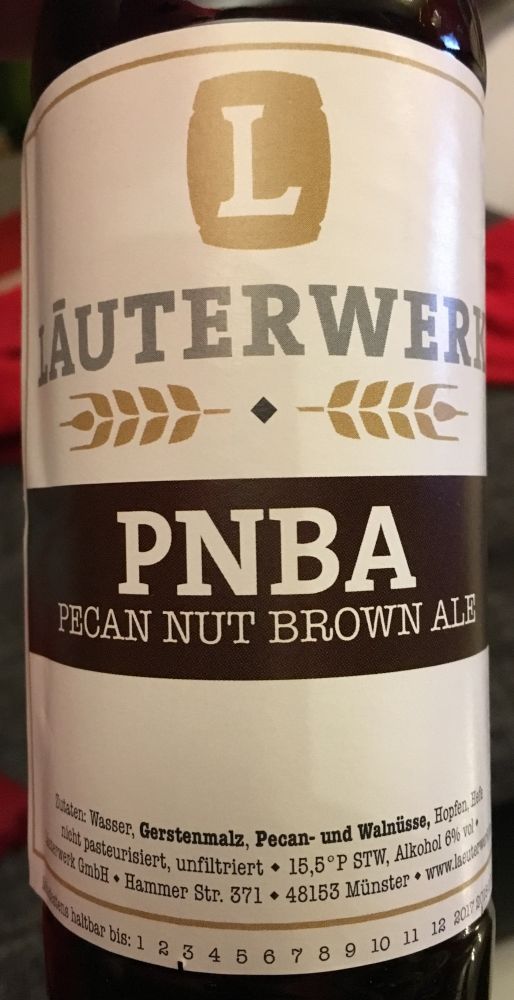 L
LĀUTERWERK
PNBA
PECAN NUT BROWN ALE
Zutaten: Wasser, Gerstenmalz, Pecan- und Walnüsse, Hopfen, Hefe
nicht pasteurisiert, unfiltriert ◆ 15,5°P STW, Alkohol 6% vol ◆
GmbH ◆ Hammer Str. 371 ◆ 48153 Münster ◆
haltbar bis: 1 2 3 4 5 6 7 8 9 10 11 12 2017